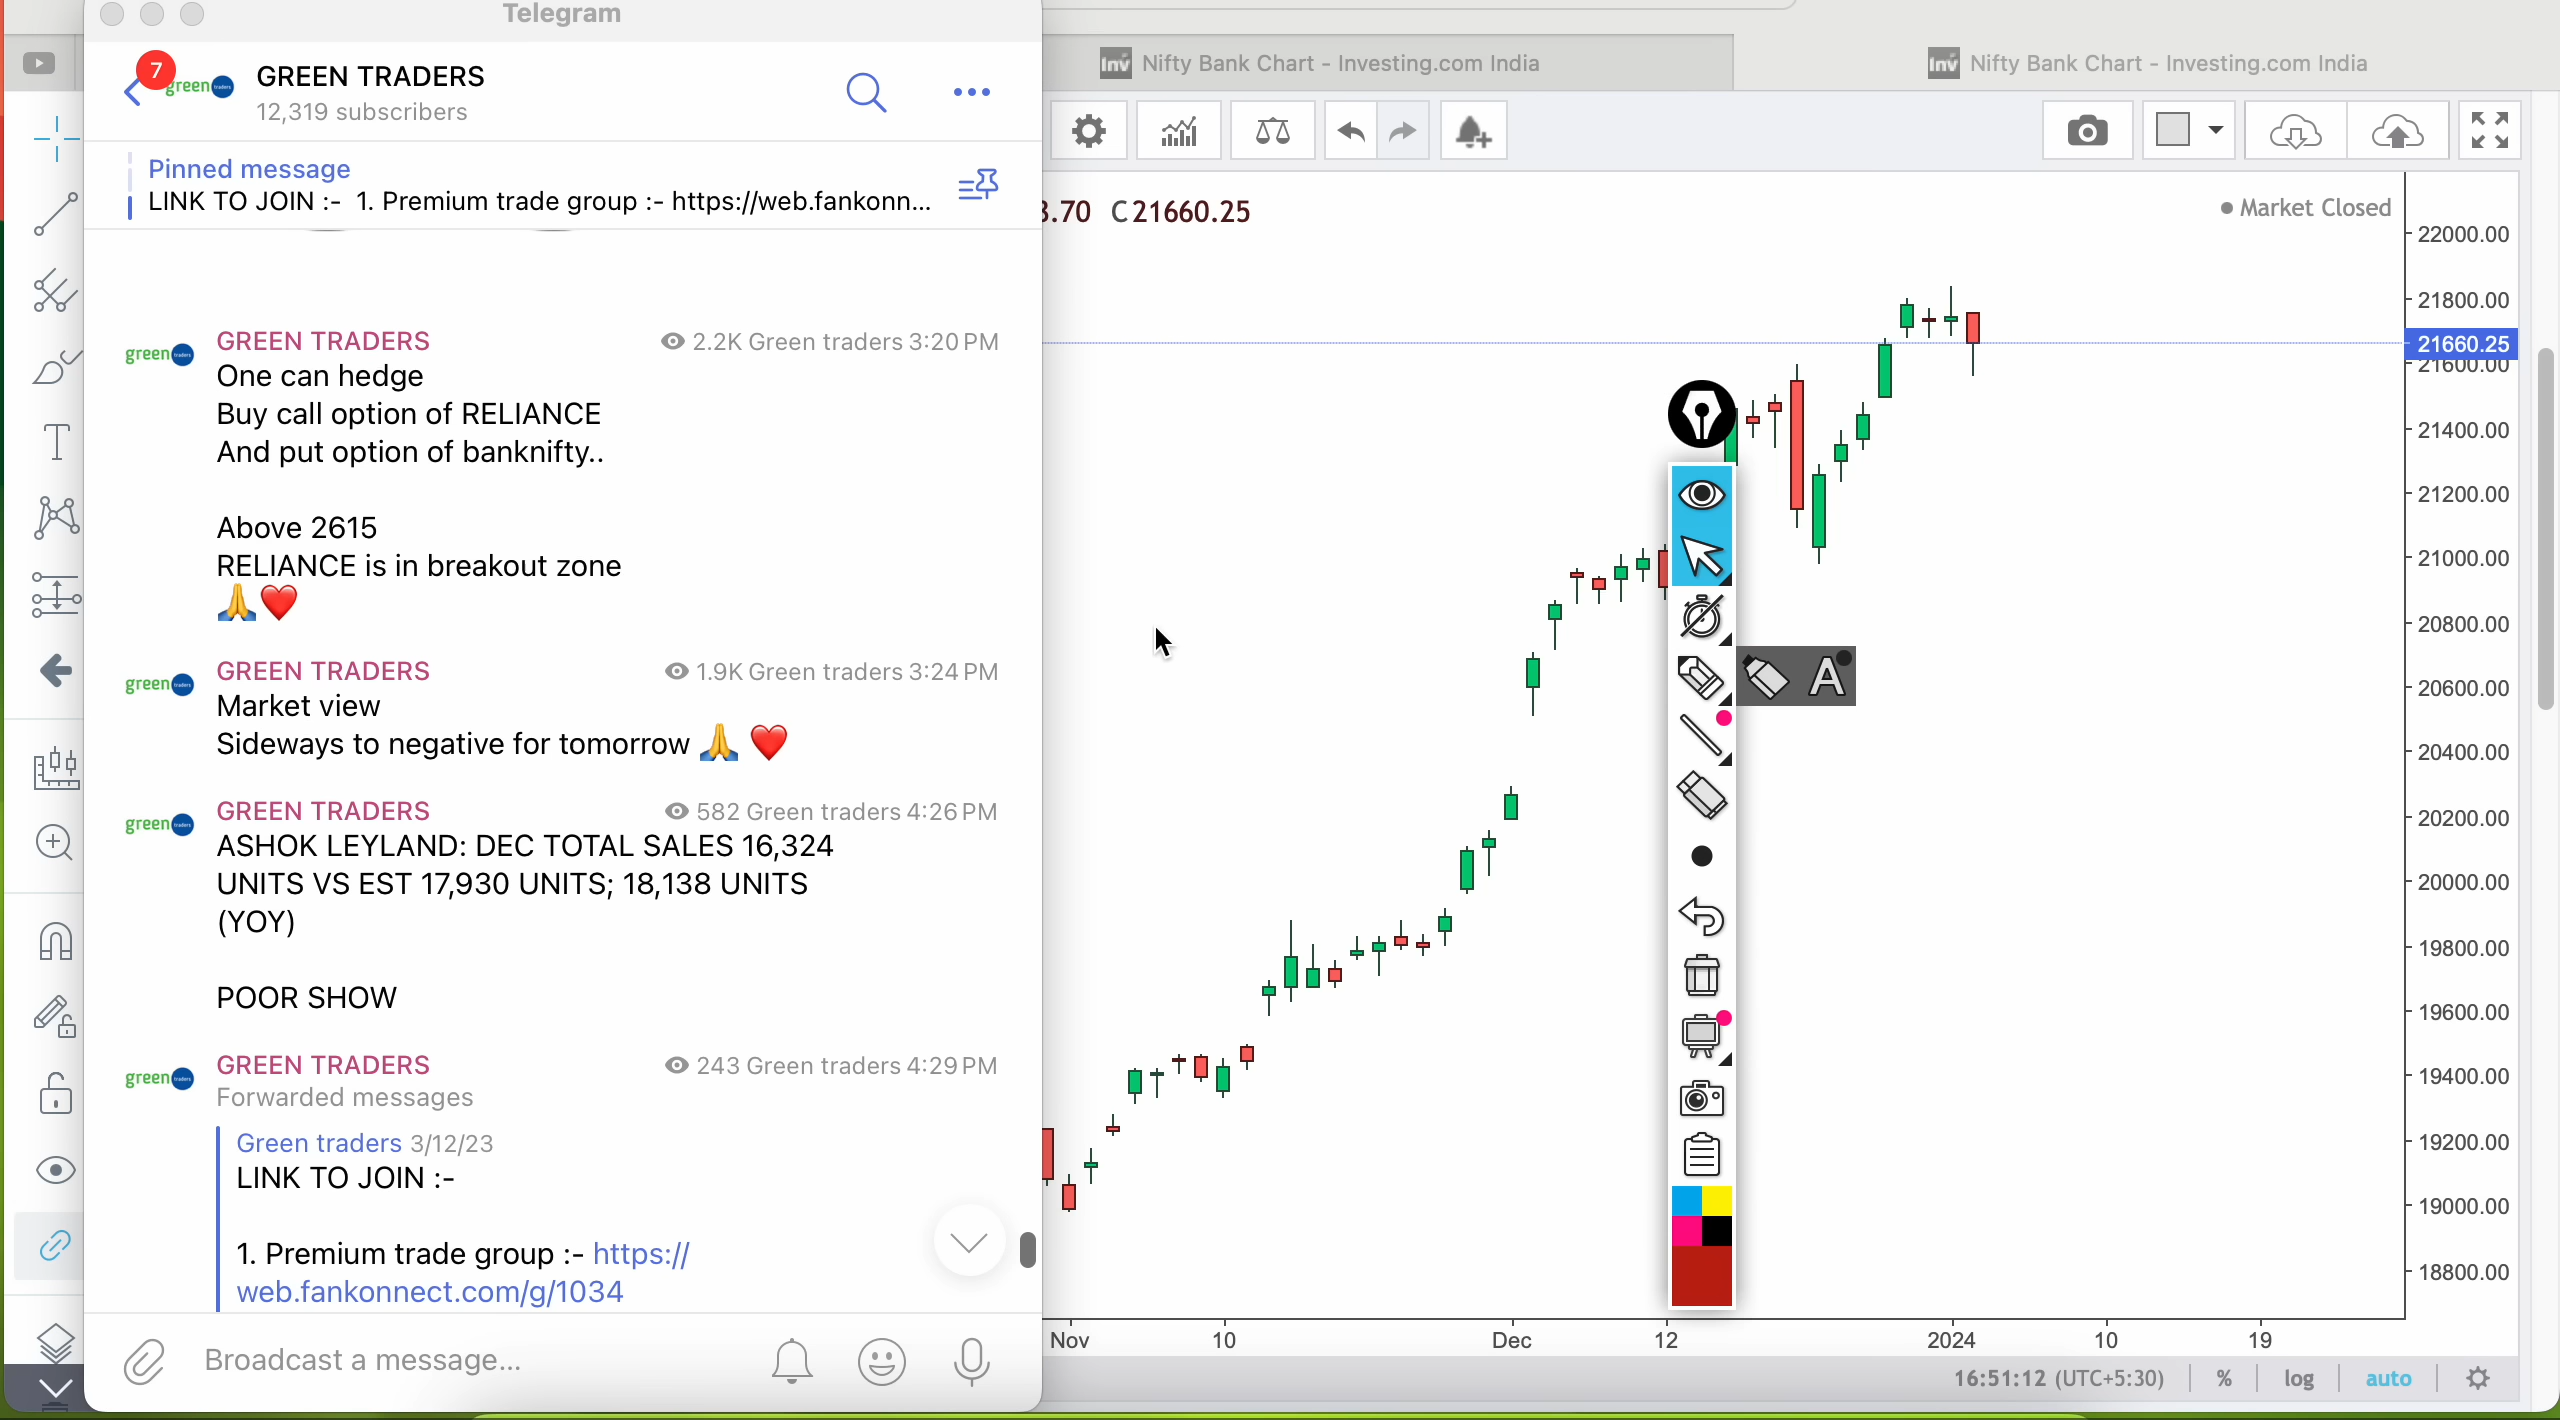 Telegram
7
green
GREEN TRADERS
12,319 subscribers
Pinned message
LINK TO JOIN :-  1. Premium trade group :- https://web.fankonn...
green
GREEN TRADERS
2.2K Green traders 3:20 PM
One can hedge
Buy call option of RELIANCE
And put option of banknifty..
Above 2615
RELIANCE is in breakout zone
🙏❤️
green
GREEN TRADERS
1.9K Green traders 3:24 PM
Market view
Sideways to negative for tomorrow 🙏 ❤️
green
GREEN TRADERS
582 Green traders 4:26 PM
ASHOK LEYLAND: DEC TOTAL SALES 16,324
UNITS VS EST 17,930 UNITS; 18,138 UNITS
(YOY)
POOR SHOW
green
GREEN TRADERS
243 Green traders 4:29 PM
Forwarded messages
Green traders 3/12/23
LINK TO JOIN :-
1. Premium trade group :- https://
web.fankonnect.com/g/1034
Broadcast a message...
Inv Nifty Bank Chart - Investing.com India
Inv Nifty Bank Chart - Investing.com India
3.70 C21660.25
Market Closed
22000.00
21800.00
21660.25
21600.00
21400.00
21200.00
21000.00
20800.00
20600.00
20400.00
20200.00
20000.00
19800.00
19600.00
19400.00
19200.00
19000.00
18800.00
A
Nov
10
Dec
12
2024
10
19
16:51:12 (UTC+5:30)
%
log
auto